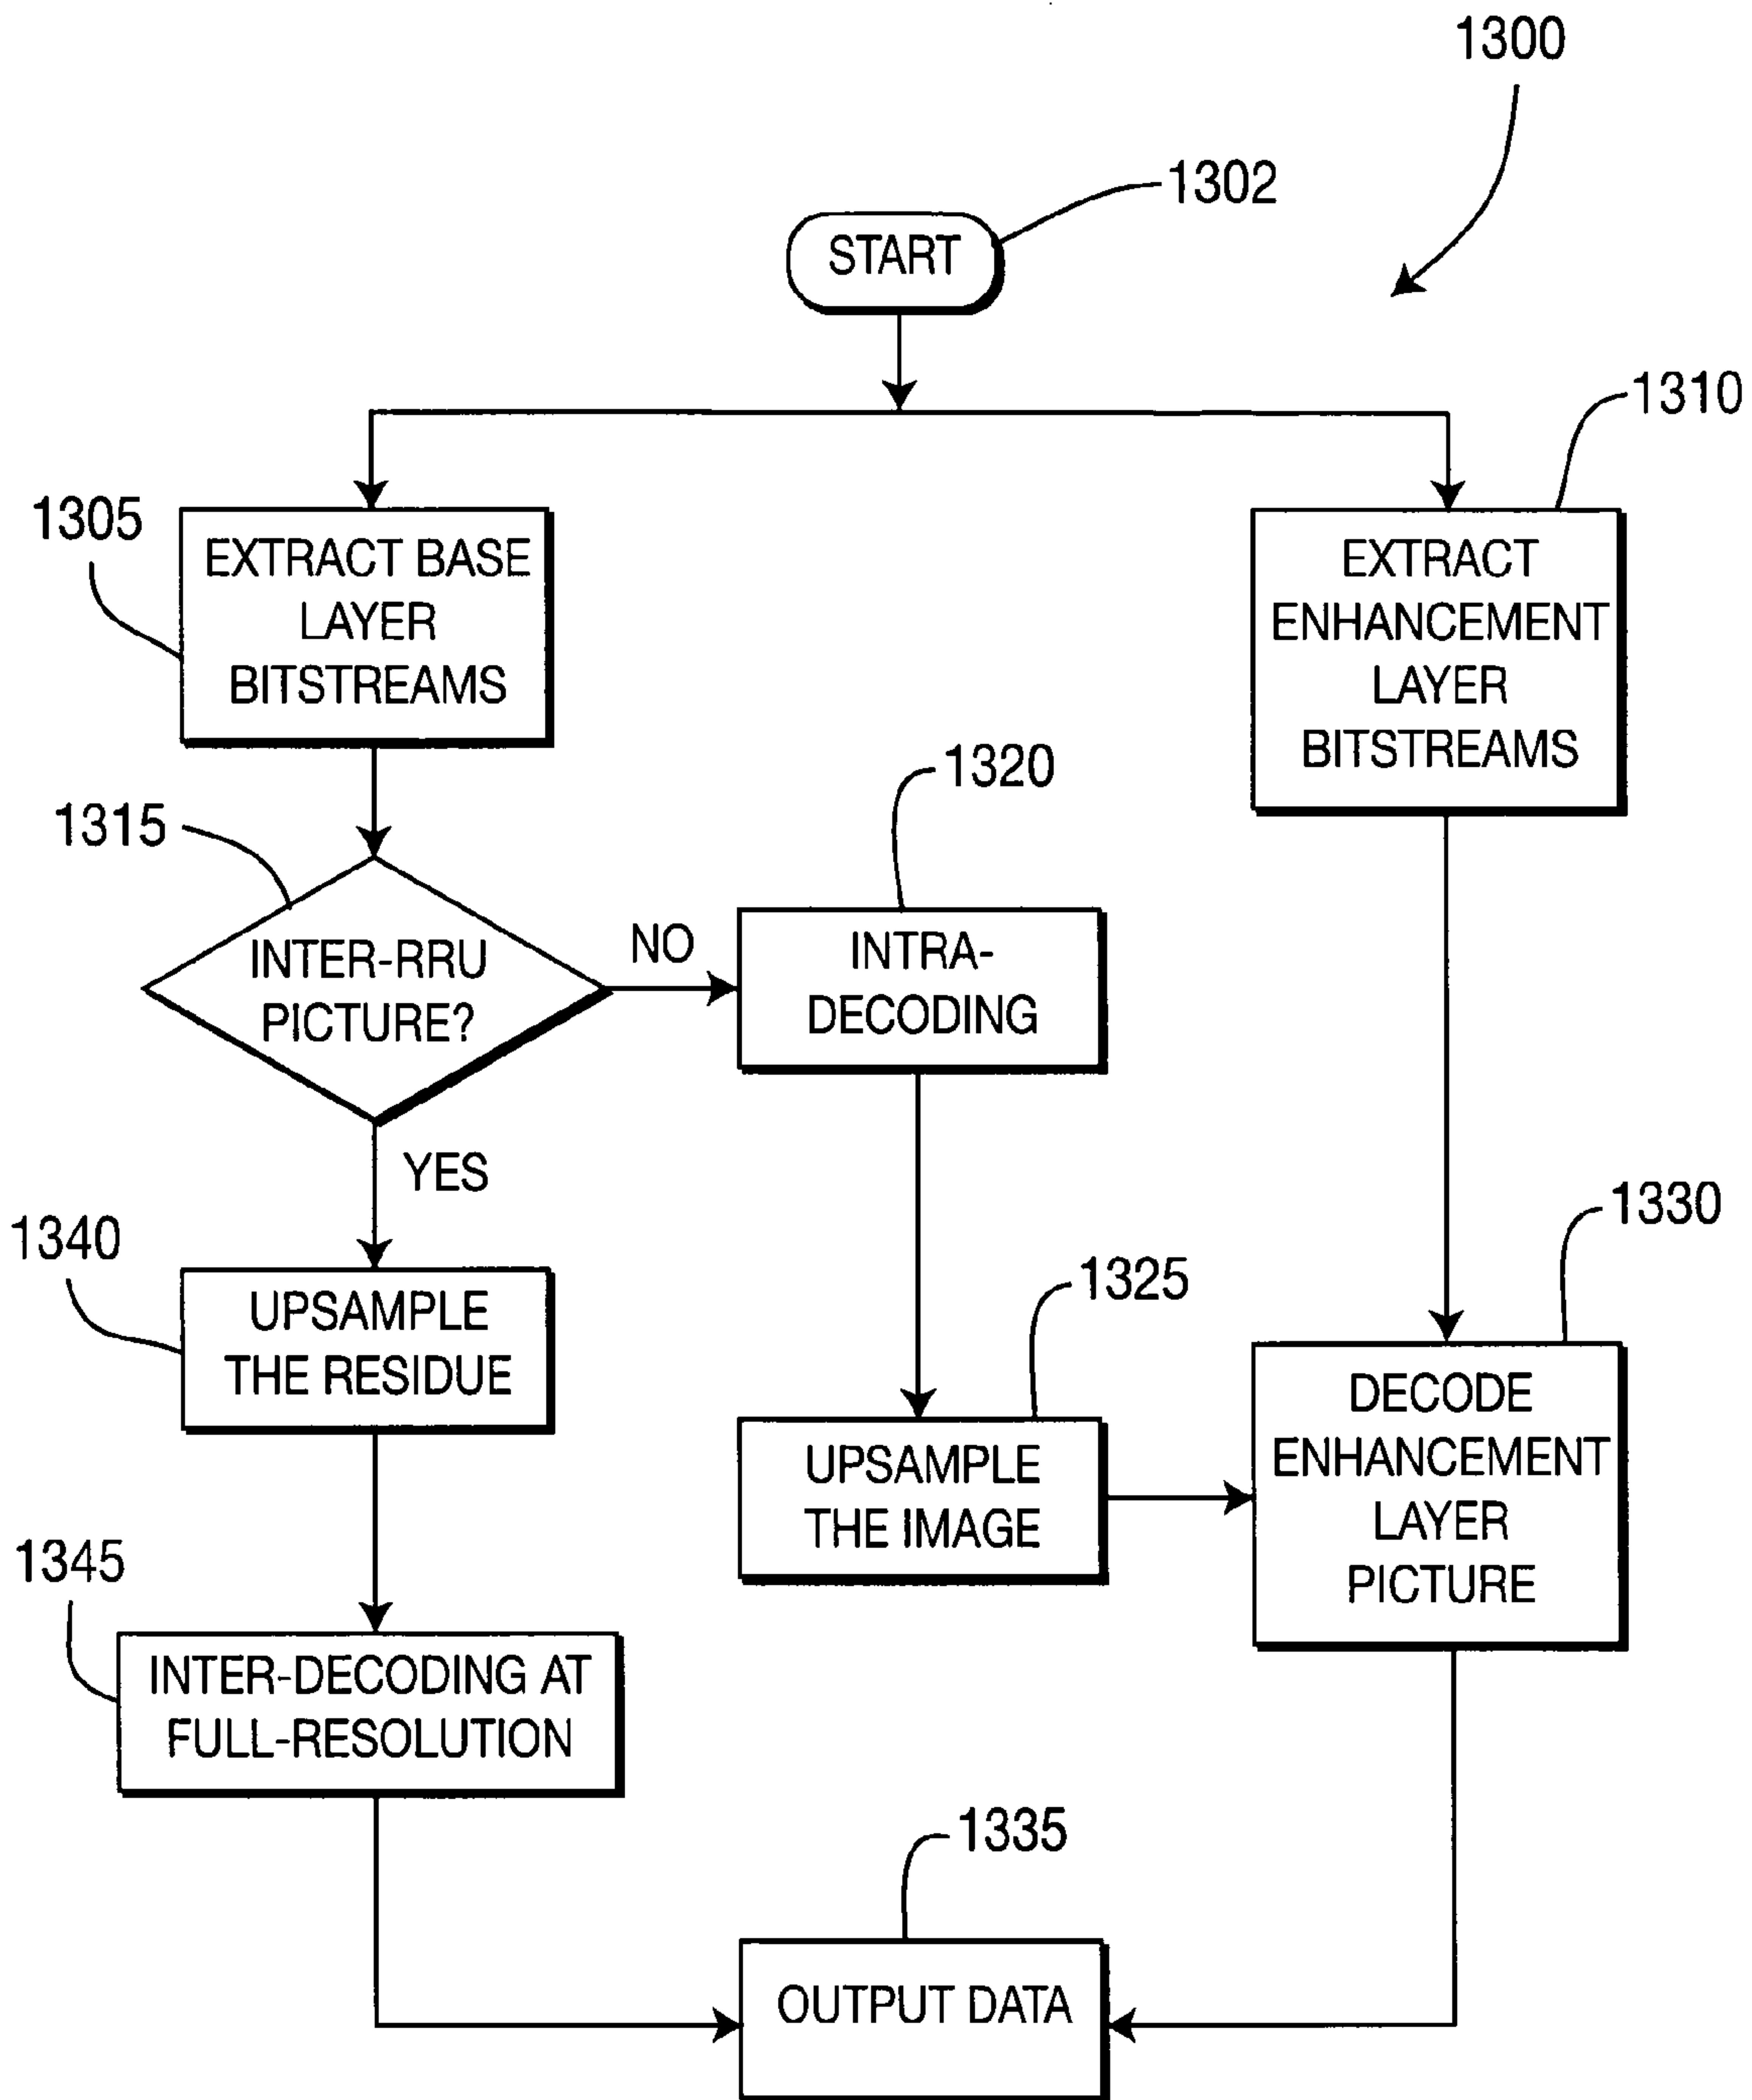 1300
1302
START
1310
1305
EXTRACT BASE
LAYER
BITSTREAMS
EXTRACT
ENHANCEMENT
LAYER
BITSTREAMS
1315
1320
INTER-RRU
PICTURE?
NO
INTRA-
DECODING
YES
1340
UPSAMPLE
THE RESIDUE
1325
UPSAMPLE
THE IMAGE
1330
DECODE
ENHANCEMENT
LAYER
PICTURE
1345
INTER-DECODING AT
FULL-RESOLUTION
1335
OUTPUT DATA